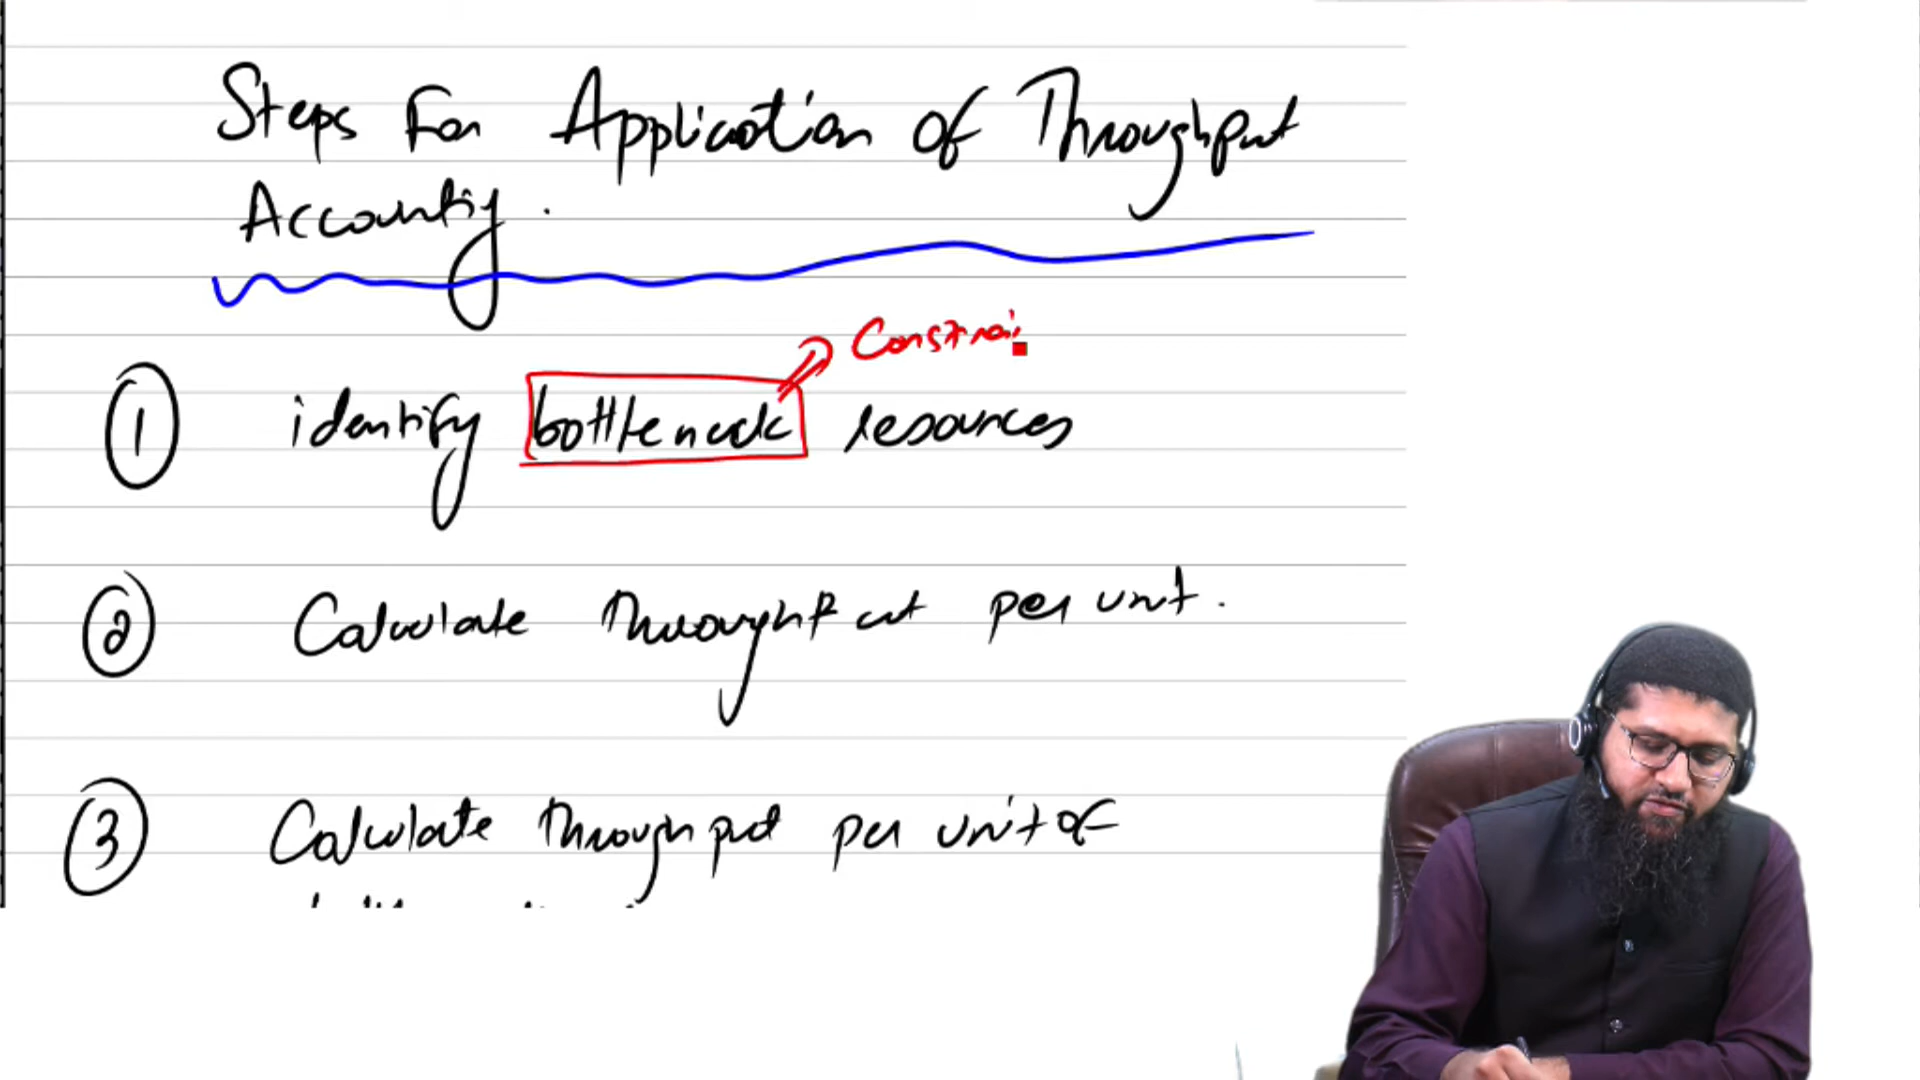 Steps For Application of Throughput
Accounting.
Constrai
1 identify bottleneck resources
2 Calculate Throughput per unit.
3 Calculate Throughput per unit of